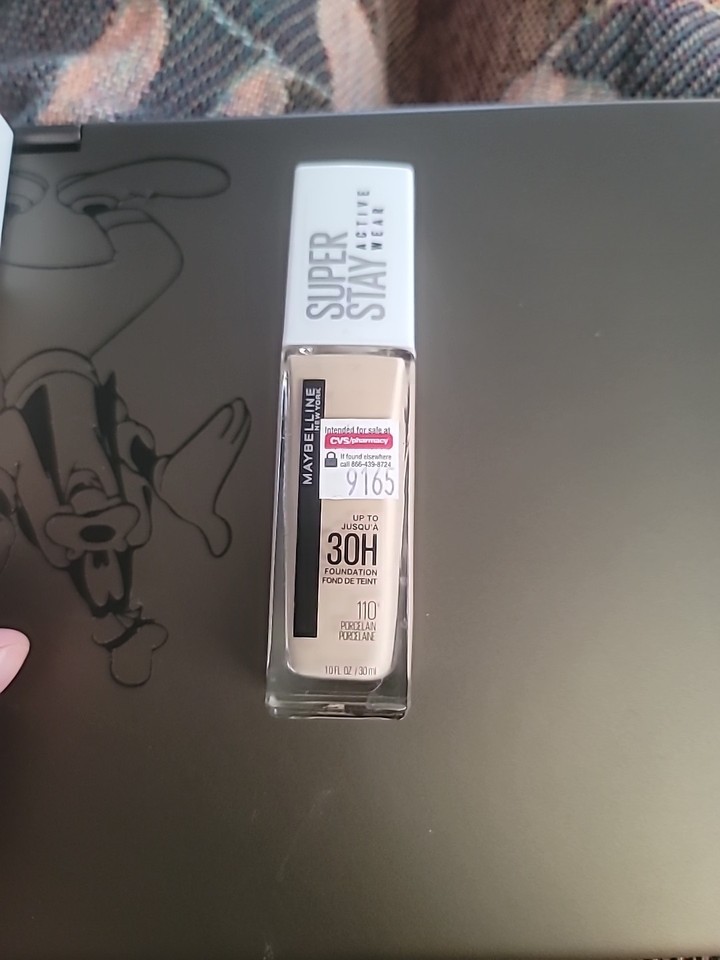 SUPER
STAY
ACTIVE
WEAR
MAYBELLINE
NEW YORK
Intended for sale at
CVS/pharmacy
If found elsewhere
call 866-439-8724
9165
UP TO
JUSQU'À
30H
FOUNDATION
FOND DE TEINT
110
PORCELAIN
PORCELAINE
1.0 FL OZ / 30 ml